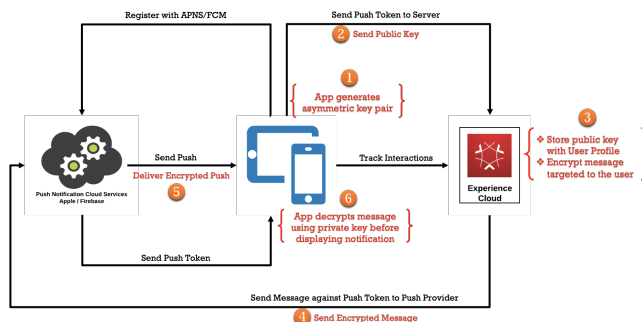 Register with APNS/FCM
Send Push Token to Server
2 Send Public Key
1
App generates
asymmetric key pair
3
❖ Store public key
with User Profile
❖ Encrypt message
targeted to the user
Push Notification Cloud Services
Apple / Firebase
Send Push
Deliver Encrypted Push
5
Track Interactions
Experience
Cloud
6
App decrypts message
using private key before
displaying notification
Send Push Token
Send Message against Push Token to Push Provider
4 Send Encrypted Message